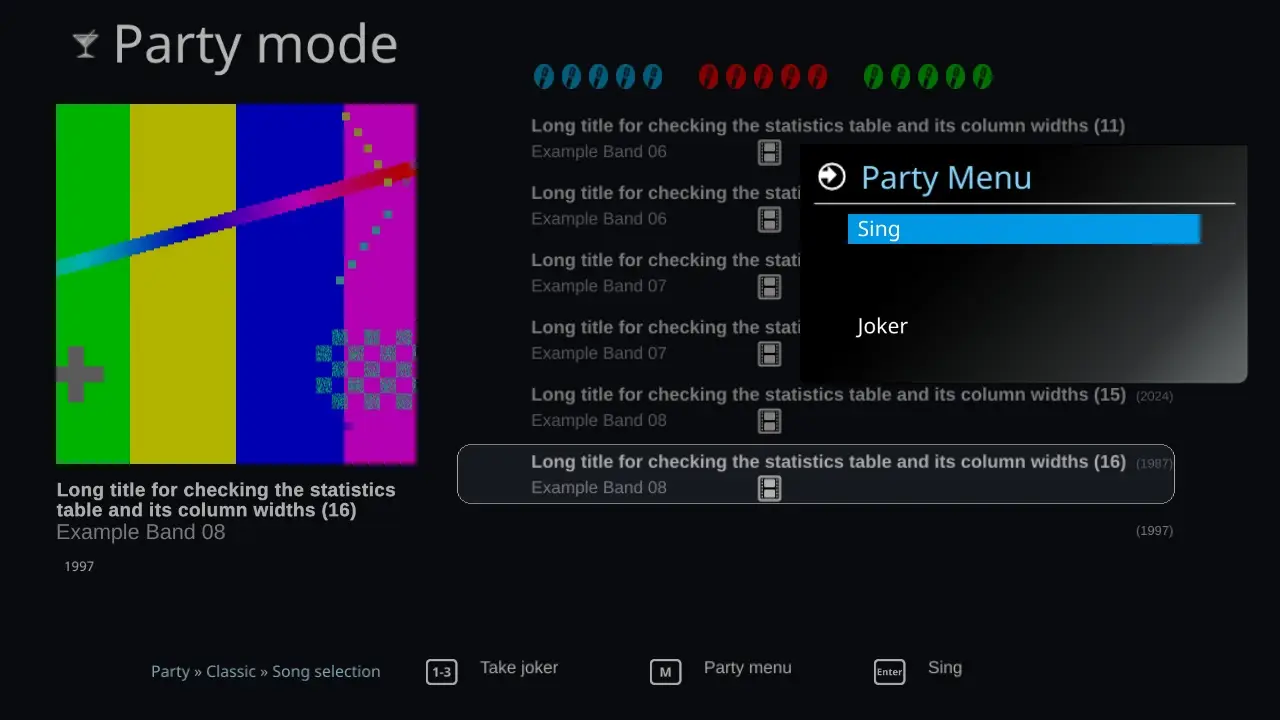 Party mode
Long title for checking the statistics table and its column widths (11)
Example Band 06
Long title for checking the stati
Example Band 06
Long title for checking the stati
Example Band 07
Long title for checking the stati
Example Band 07
Long title for checking the statistics table and its column widths (15) (2024)
Example Band 08
Long title for checking the statistics table and its column widths (16) (1987)
Example Band 08
(1997)
Party Menu
Sing
Joker
Long title for checking the statistics
table and its column widths (16)
Example Band 08
1997
Party » Classic » Song selection
1-3 Take joker
M Party menu
Enter Sing